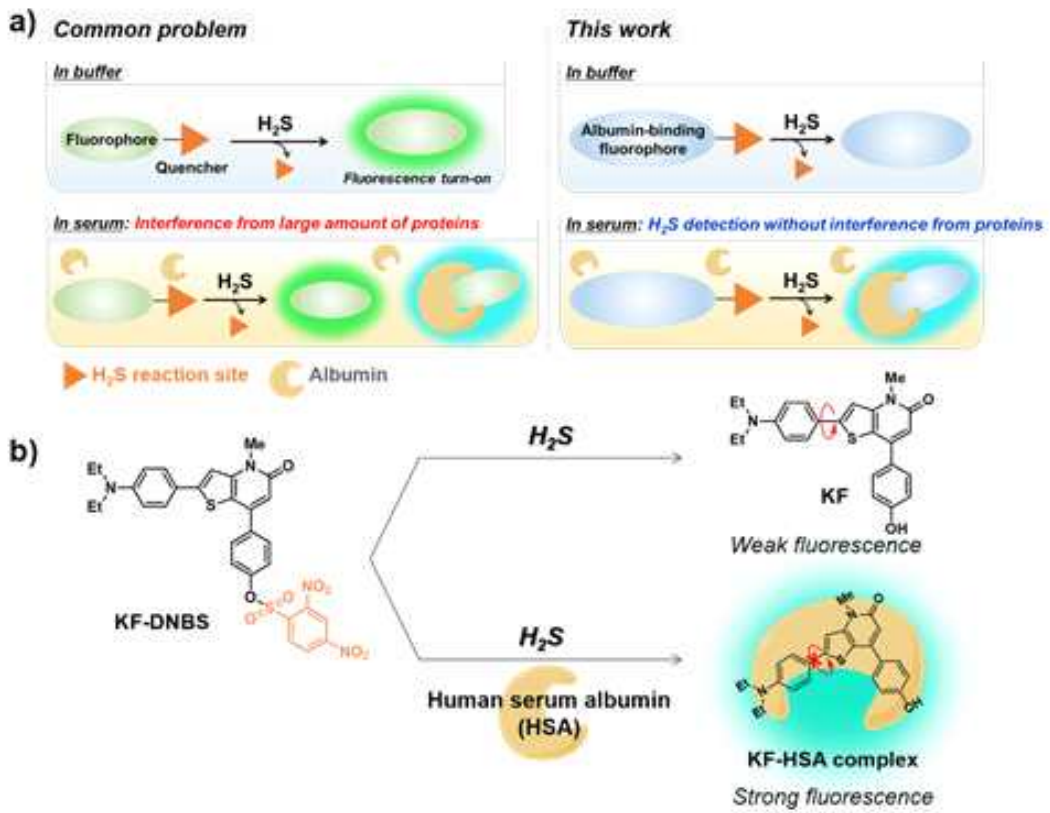 a)
Common problem
This work
In buffer
In buffer
Fluorophore
Quencher
H₂S
Fluorescence turn-on
Albumin-binding
fluorophore
H₂S
In serum: Interference from large amount of proteins
In serum: H₂S detection without interference from proteins
H₂S
H₂S
H₂S reaction site
Albumin
b)
Et
N
Et
S
Me
N
O
O
O
S
O
NO₂
NO₂
KF-DNBS
H₂S
Et
N
Et
S
Me
N
O
OH
KF
Weak fluorescence
H₂S
Human serum albumin
(HSA)
Me
N
O
S
Et
N
Et
OH
KF-HSA complex
Strong fluorescence